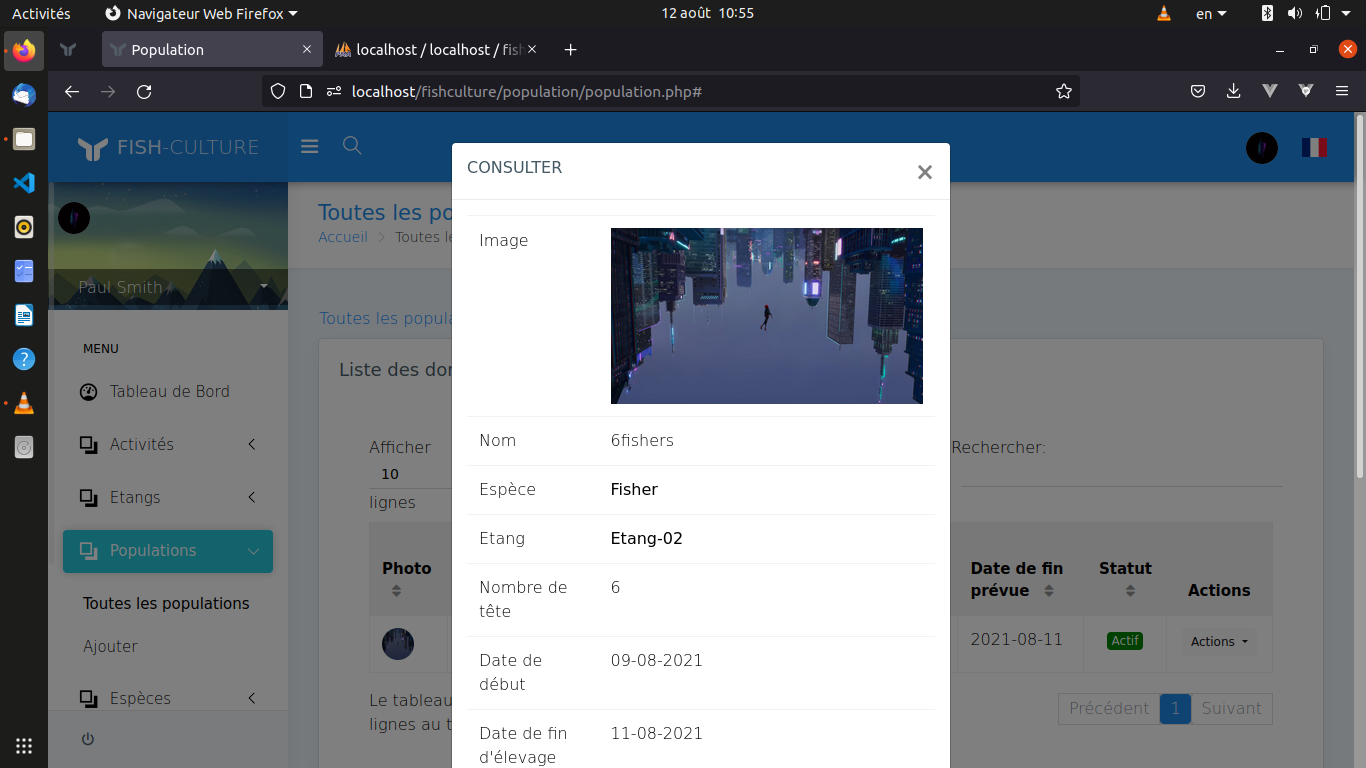 Activités
Navigateur Web Firefox
12 août 10:55
en
Population
localhost / localhost / fish
localhost/fishculture/population/population.php#
FISH-CULTURE
CONSULTER
×
Paul Smith
Toutes les po
Accueil > Toutes le
Toutes les popula
Liste des don
MENU
Tableau de Bord
Activités
Etangs
Populations
Toutes les populations
Ajouter
Espèces
Afficher
10
lignes
Rechercher:
Photo
Date de fin
prévue
Statut
Actions
2021-08-11
Actif
Actions
Le tableau
lignes au t
Précédent
1
Suivant
Image
Nom
6fishers
Espèce
Fisher
Etang
Etang-02
Nombre de
tête
6
Date de
début
09-08-2021
Date de fin
d'élevage
11-08-2021